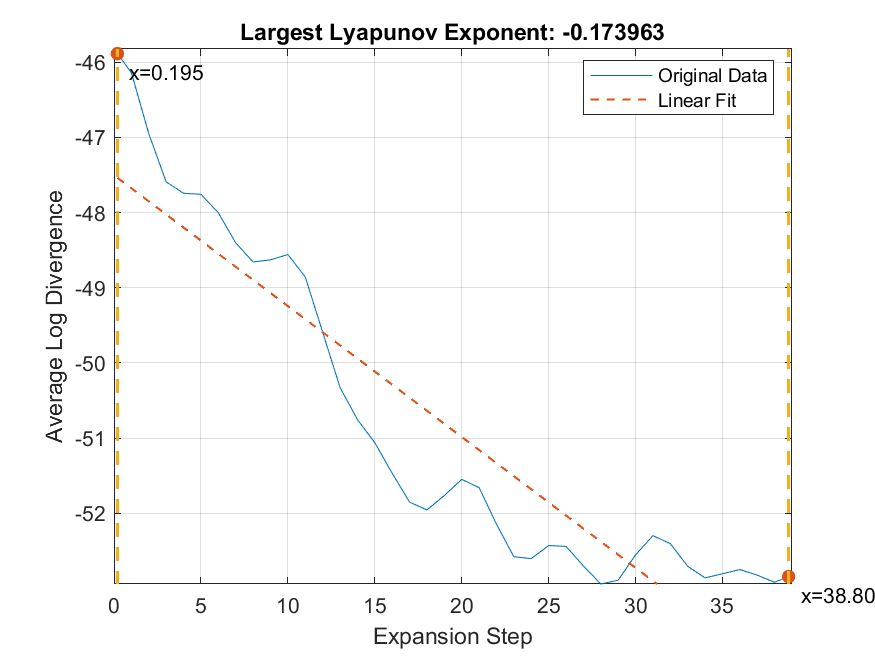 Largest Lyapunov Exponent: -0.173963
-46
x=0.195
Original Data
Linear Fit
-47
-48
-49
-50
-51
-52
Average Log Divergence
x=38.80
0 5 10 15 20 25 30 35
Expansion Step